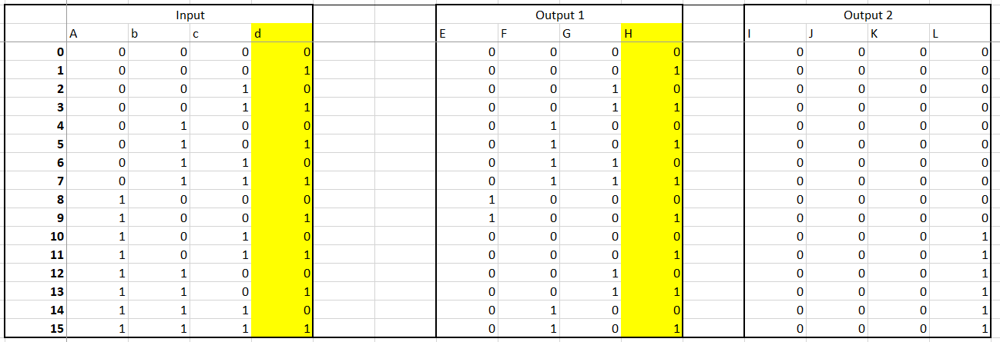 Input Output 1 Output 2
A b c d E F G H I J K L
0 0 0 0 0 0 0 0 0 0 0 0 0
1 0 0 0 1 0 0 0 1 0 0 0 0
2 0 0 1 0 0 0 1 0 0 0 0 0
3 0 0 1 1 0 0 1 1 0 0 0 0
4 0 1 0 0 0 1 0 0 0 0 0 0
5 0 1 0 1 0 1 0 1 0 0 0 0
6 0 1 1 0 0 1 1 0 0 0 0 0
7 0 1 1 1 0 1 1 1 0 0 0 0
8 1 0 0 0 1 0 0 0 0 0 0 0
9 1 0 0 1 1 0 0 1 0 0 0 0
10 1 0 1 0 0 0 0 0 0 0 0 1
11 1 0 1 1 0 0 0 1 0 0 0 1
12 1 1 0 0 0 0 1 0 0 0 0 1
13 1 1 0 1 0 0 1 1 0 0 0 1
14 1 1 1 0 0 1 0 0 0 0 0 1
15 1 1 1 1 0 1 0 1 0 0 0 1